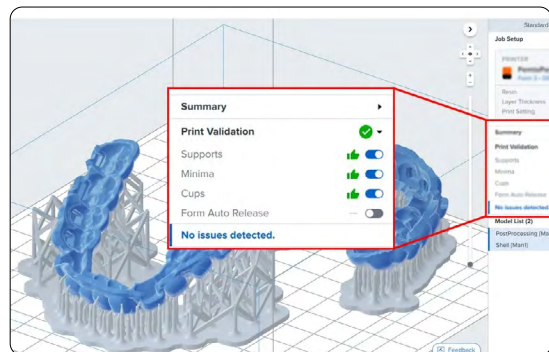 Summary
Print Validation
Supports
Minima
Cups
Form Auto Release
No issues detected.
Standard
Job Setup
PRINTER
Resin
Layer Thickness
Print Setting
Summary
Print Validation
Supports
Minima
Cups
Form Auto Release
No issues detected.
Model List (2)
PostProcessing (Ma
Shell (Man1)
Feedback